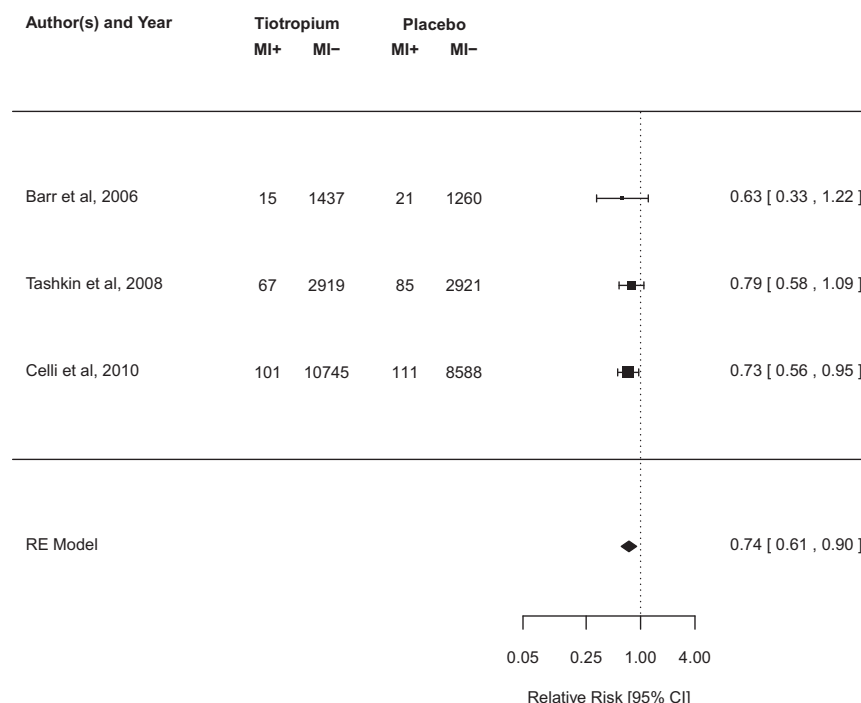 Author(s) and Year Tiotropium Placebo
MI+ MI− MI+ MI−
Barr et al, 2006 15 1437 21 1260 0.63 [ 0.33 , 1.22 ]
Tashkin et al, 2008 67 2919 85 2921 0.79 [ 0.58 , 1.09 ]
Celli et al, 2010 101 10745 111 8588 0.73 [ 0.56 , 0.95 ]
RE Model 0.74 [ 0.61 , 0.90 ]
0.05 0.25 1.00 4.00
Relative Risk [95% CI]